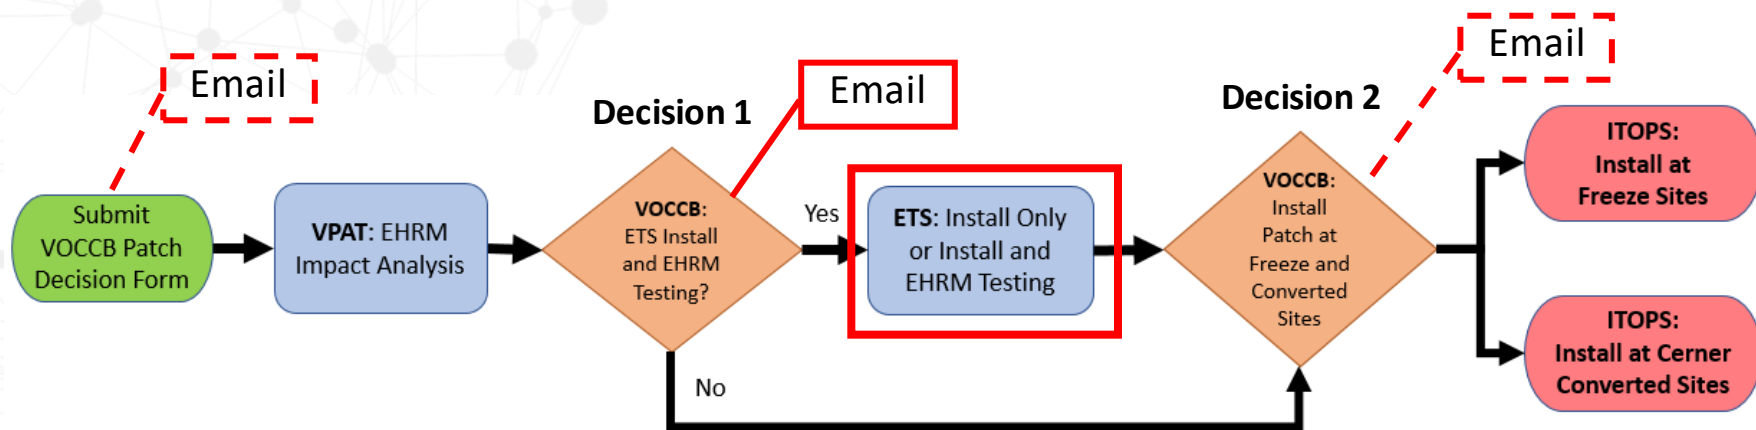 Email
Submit
VOCCB Patch
Decision Form
VPAT: EHRM
Impact Analysis
Decision 1
Email
VOCCB:
ETS Install
and EHRM
Testing?
Yes
No
ETS: Install Only
or Install and
EHRM Testing
Decision 2
Email
VOCCB:
Install
Patch at
Freeze and
Converted
Sites
ITOPS:
Install at
Freeze Sites
ITOPS:
Install at Cerner
Converted Sites